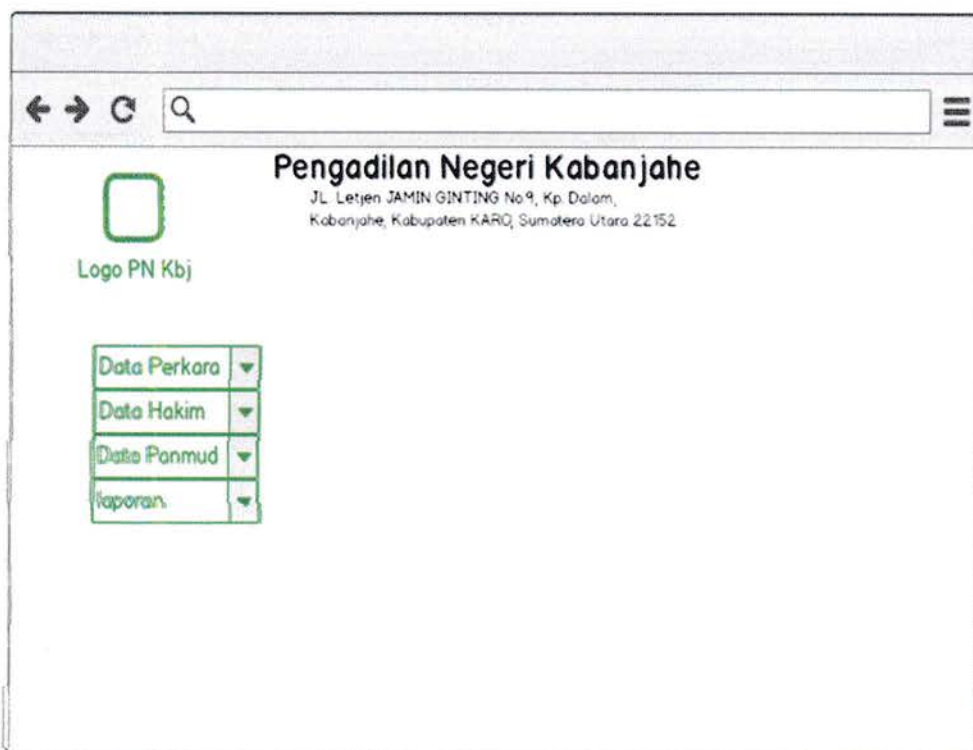 Pengadilan Negeri Kabanjahe
JL. Letjen JAMIN GINTING No 9, Kp. Dalam,
Kabanjahe, Kabupaten KARO, Sumatera Utara 22152
Logo PN Kbj
Data Perkara
Data Hakim
Data Panmud
laporan